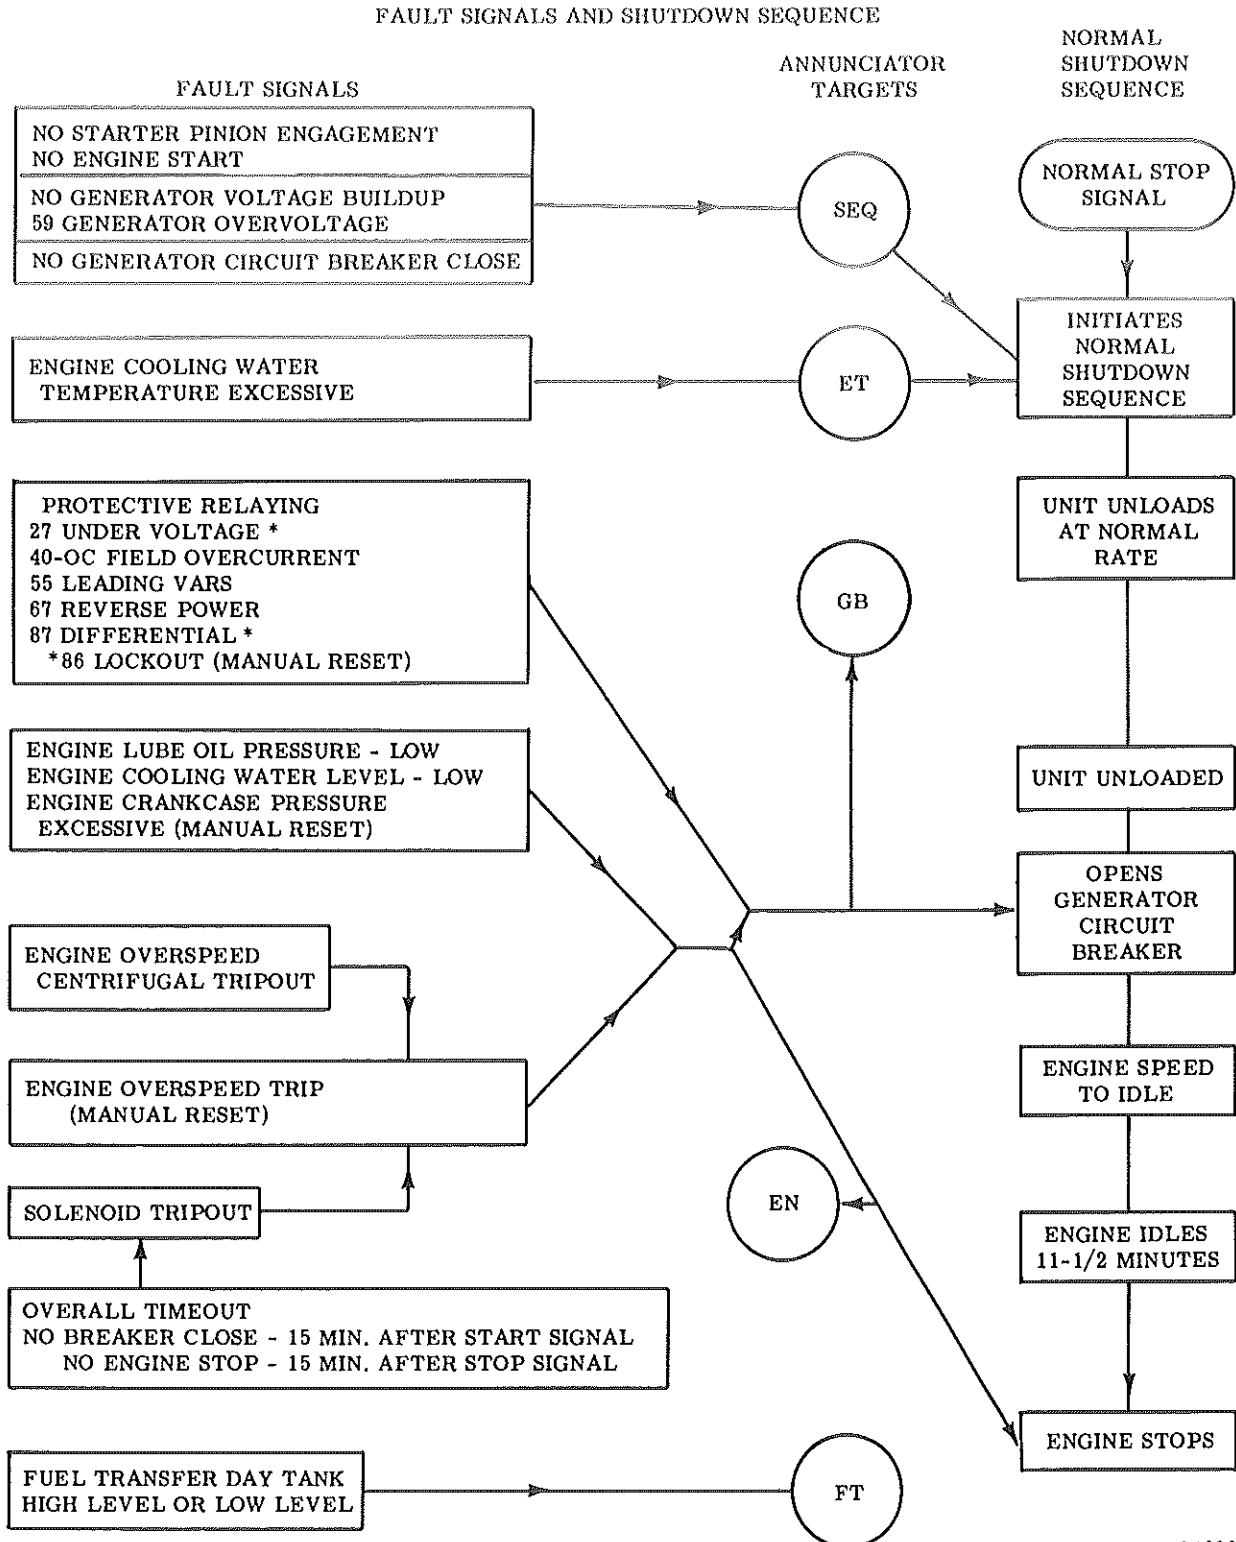 FAULT SIGNALS AND SHUTDOWN SEQUENCE
FAULT SIGNALS
ANNUNCIATOR
TARGETS
NORMAL
SHUTDOWN
SEQUENCE
NO STARTER PINION ENGAGEMENT
NO ENGINE START
NO GENERATOR VOLTAGE BUILDUP
59 GENERATOR OVERVOLTAGE
NO GENERATOR CIRCUIT BREAKER CLOSE
SEQ
NORMAL STOP
SIGNAL
INITIATES
NORMAL
SHUTDOWN
SEQUENCE
ENGINE COOLING WATER
TEMPERATURE EXCESSIVE
ET
PROTECTIVE RELAYING
27 UNDER VOLTAGE *
40-OC FIELD OVERCURRENT
55 LEADING VARS
67 REVERSE POWER
87 DIFFERENTIAL *
*86 LOCKOUT (MANUAL RESET)
GB
UNIT UNLOADS
AT NORMAL
RATE
ENGINE LUBE OIL PRESSURE - LOW
ENGINE COOLING WATER LEVEL - LOW
ENGINE CRANKCASE PRESSURE
EXCESSIVE (MANUAL RESET)
UNIT UNLOADED
OPENS
GENERATOR
CIRCUIT
BREAKER
ENGINE OVERSPEED
CENTRIFUGAL TRIPOUT
ENGINE OVERSPEED TRIP
(MANUAL RESET)
ENGINE SPEED
TO IDLE
SOLENOID TRIPOUT
EN
ENGINE IDLES
11-1/2 MINUTES
OVERALL TIMEOUT
NO BREAKER CLOSE - 15 MIN. AFTER START SIGNAL
NO ENGINE STOP - 15 MIN. AFTER STOP SIGNAL
ENGINE STOPS
FUEL TRANSFER DAY TANK
HIGH LEVEL OR LOW LEVEL
FT